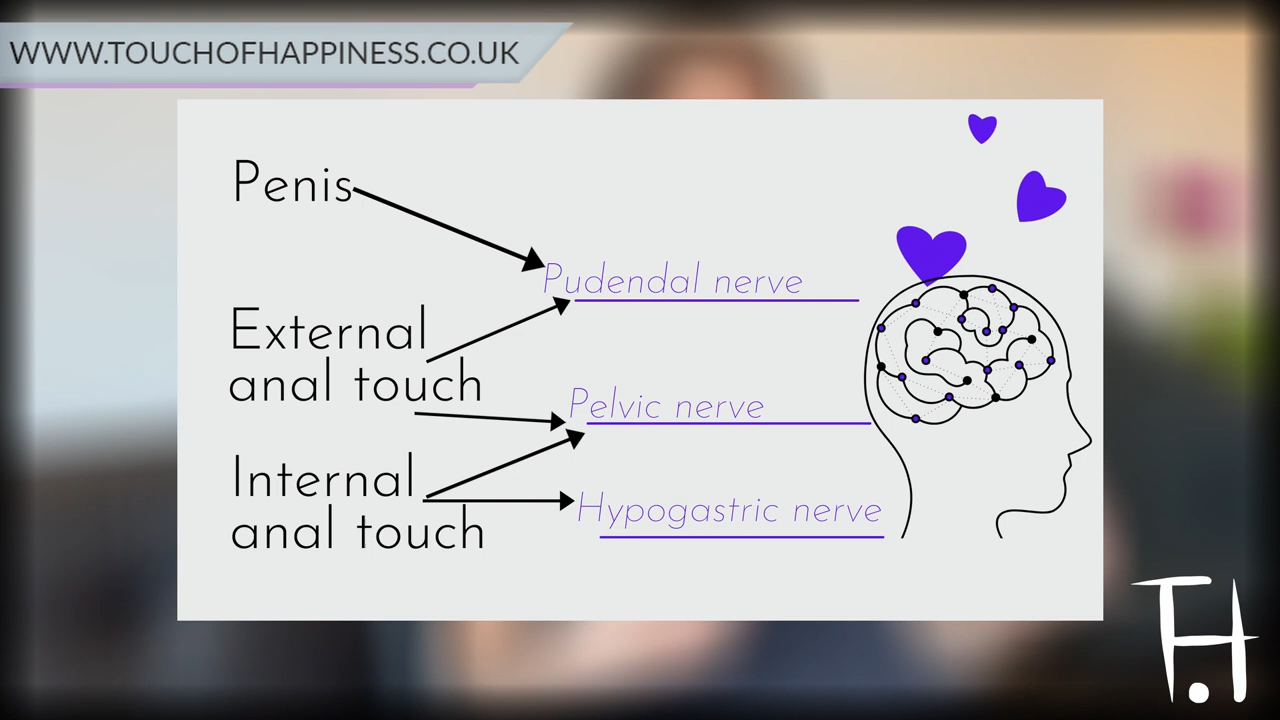 WWW.TOUCHOFHAPPINESS.CO.UK
Penis
Pudendal nerve
External
anal touch
Pelvic nerve
Internal
anal touch
Hypogastric nerve
T.H